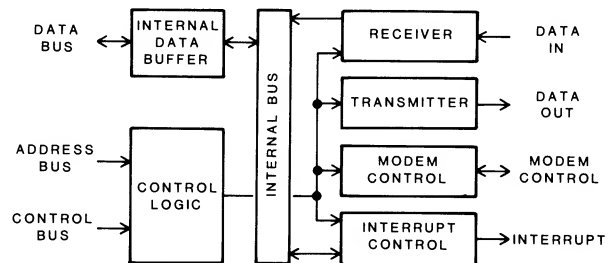 DATA
BUS
INTERNAL
DATA
BUFFER
INTERNAL BUS
RECEIVER
DATA
IN
TRANSMITTER
DATA
OUT
ADDRESS
BUS
CONTROL
BUS
CONTROL
LOGIC
MODEM
CONTROL
MODEM
CONTROL
INTERRUPT
CONTROL
INTERRUPT